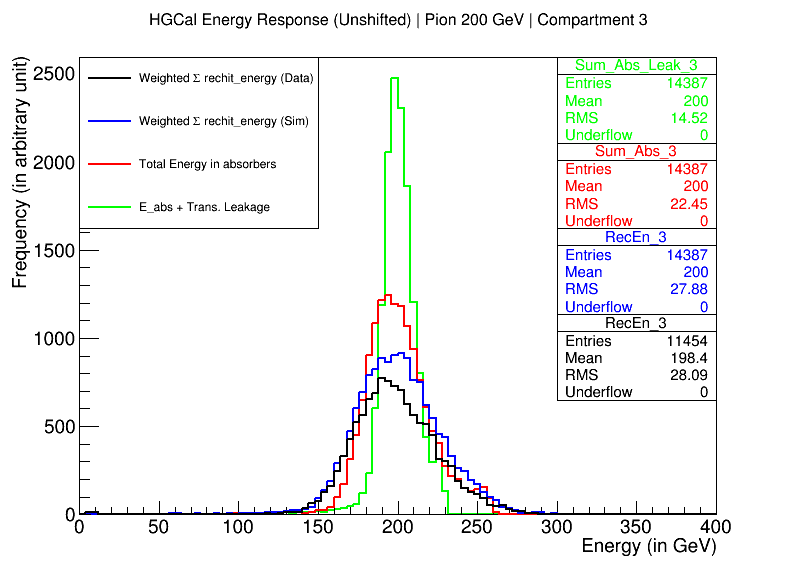 HGCal Energy Response (Unshifted) | Pion 200 GeV | Compartment 3
Frequency (in arbitrary unit)
2500
2000
1500
1000
500
0
Weighted Σ rechit_energy (Data)
Weighted Σ rechit_energy (Sim)
Total Energy in absorbers
E_abs + Trans. Leakage
Sum_Abs_Leak_3
Entries 14387
Mean 200
RMS 14.52
Underflow 0
Sum_Abs_3
Entries 14387
Mean 200
RMS 22.45
Underflow 0
RecEn_3
Entries 14387
Mean 200
RMS 27.88
Underflow 0
RecEn_3
Entries 11454
Mean 198.4
RMS 28.09
Underflow 0
0 50 100 150 200 250 300 350 400
Energy (in GeV)